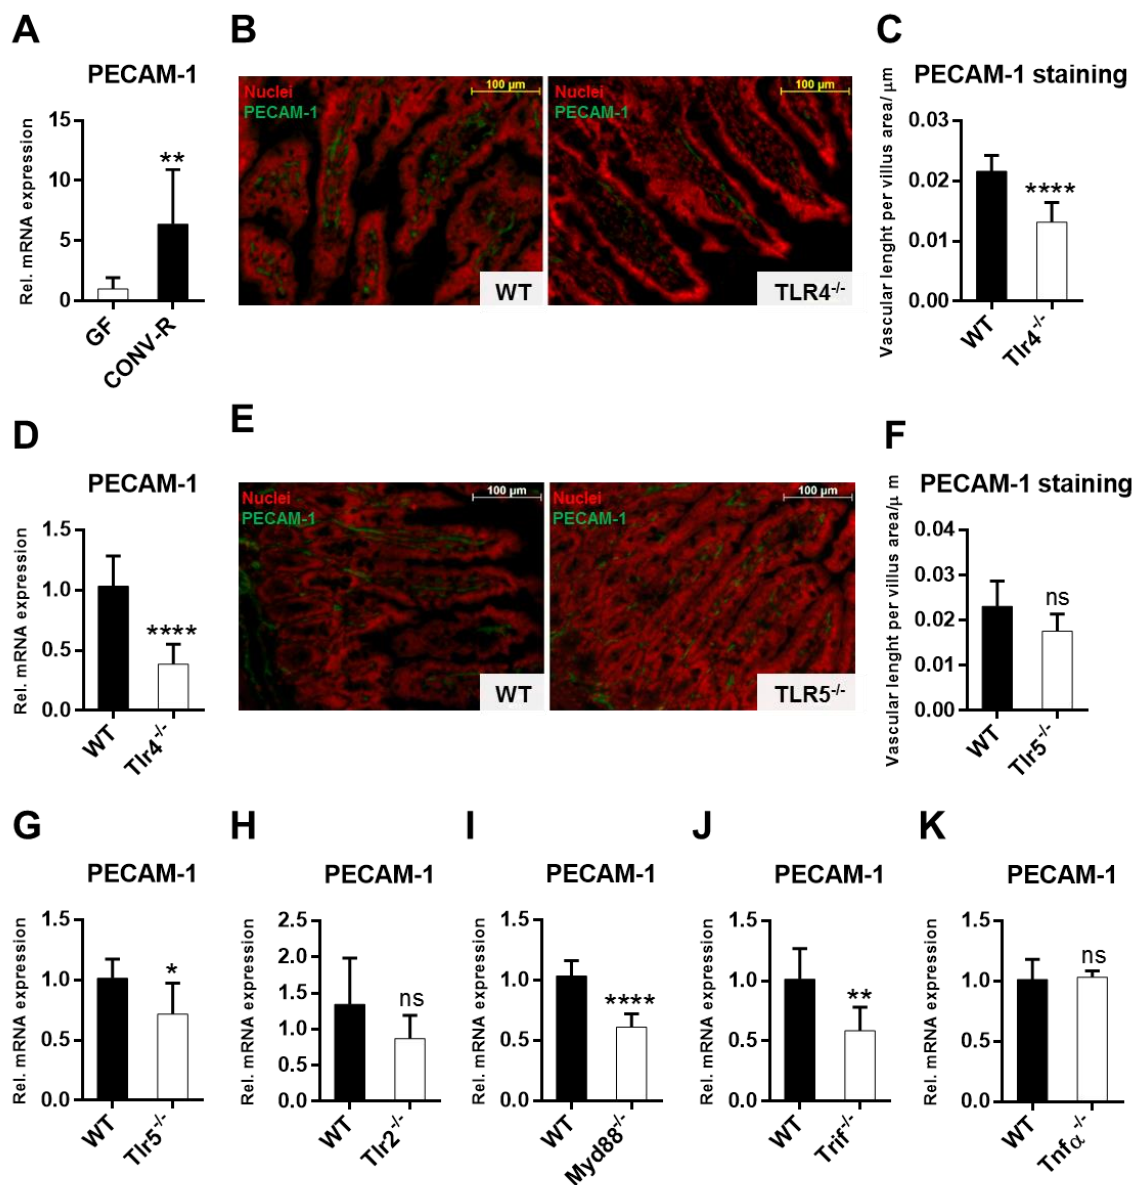 A
PECAM-1
Rel. mRNA expression
15
10
5
0
**
GF
CONV-R
B
Nuclei
PECAM-1
100 µm
WT
Nuclei
PECAM-1
100 µm
TLR4-/-
C
PECAM-1 staining
Vascular lenght per villus area/ µm
0.03
0.02
0.01
0.00
****
WT
Tlr4-/-
D
PECAM-1
Rel. mRNA expression
1.5
1.0
0.5
0.0
****
WT
Tlr4-/-
E
Nuclei
PECAM-1
100 µm
WT
Nuclei
PECAM-1
100 µm
TLR5-/-
F
PECAM-1 staining
Vascular lenght per villus area/µ m
0.04
0.03
0.02
0.01
0.00
ns
WT
Tlr5-/-
G
PECAM-1
Rel. mRNA expression
1.5
1.0
0.5
0.0
*
WT
Tlr5-/-
H
PECAM-1
Rel. mRNA expression
2.5
2.0
1.5
1.0
0.5
0.0
ns
WT
Tlr2-/-
I
PECAM-1
Rel. mRNA expression
1.5
1.0
0.5
0.0
****
WT
Myd88-/-
J
PECAM-1
Rel. mRNA expression
1.5
1.0
0.5
0.0
**
WT
Trif-/-
K
PECAM-1
Rel. mRNA expression
1.5
1.0
0.5
0.0
ns
WT
Tnfα-/-